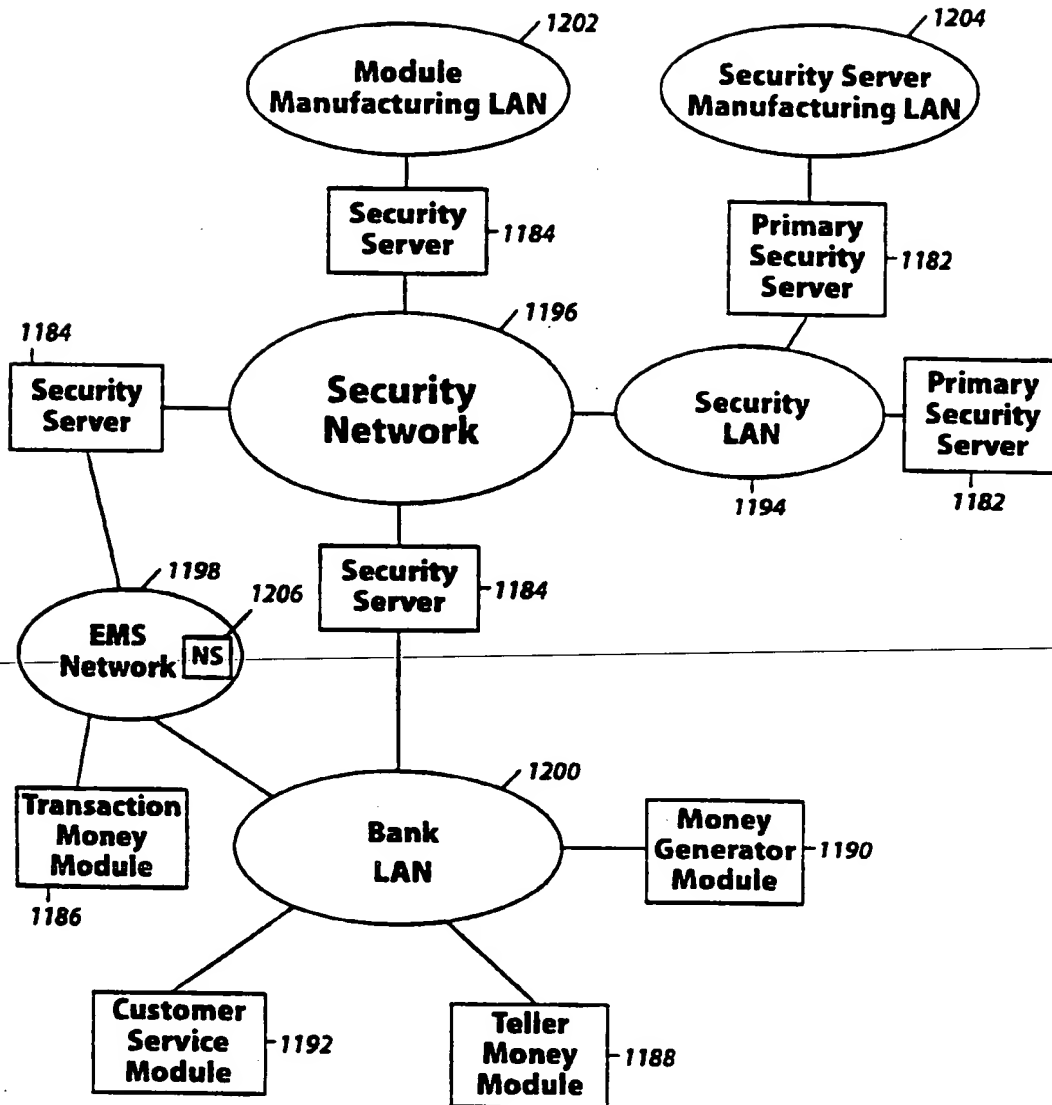 1202
1204
Module
Manufacturing LAN
Security Server
Manufacturing LAN
Security
Server
1184
Primary
Security
Server
1182
1196
1184
Security
Server
Security
Network
Security
LAN
1194
Primary
Security
Server
1182
Security
Server
1184
1198
1206
EMS
Network
NS
1200
Transaction
Money
Module
1186
Bank
LAN
Money
Generator
Module
1190
Customer
Service
Module
1192
Teller
Money
Module
1188